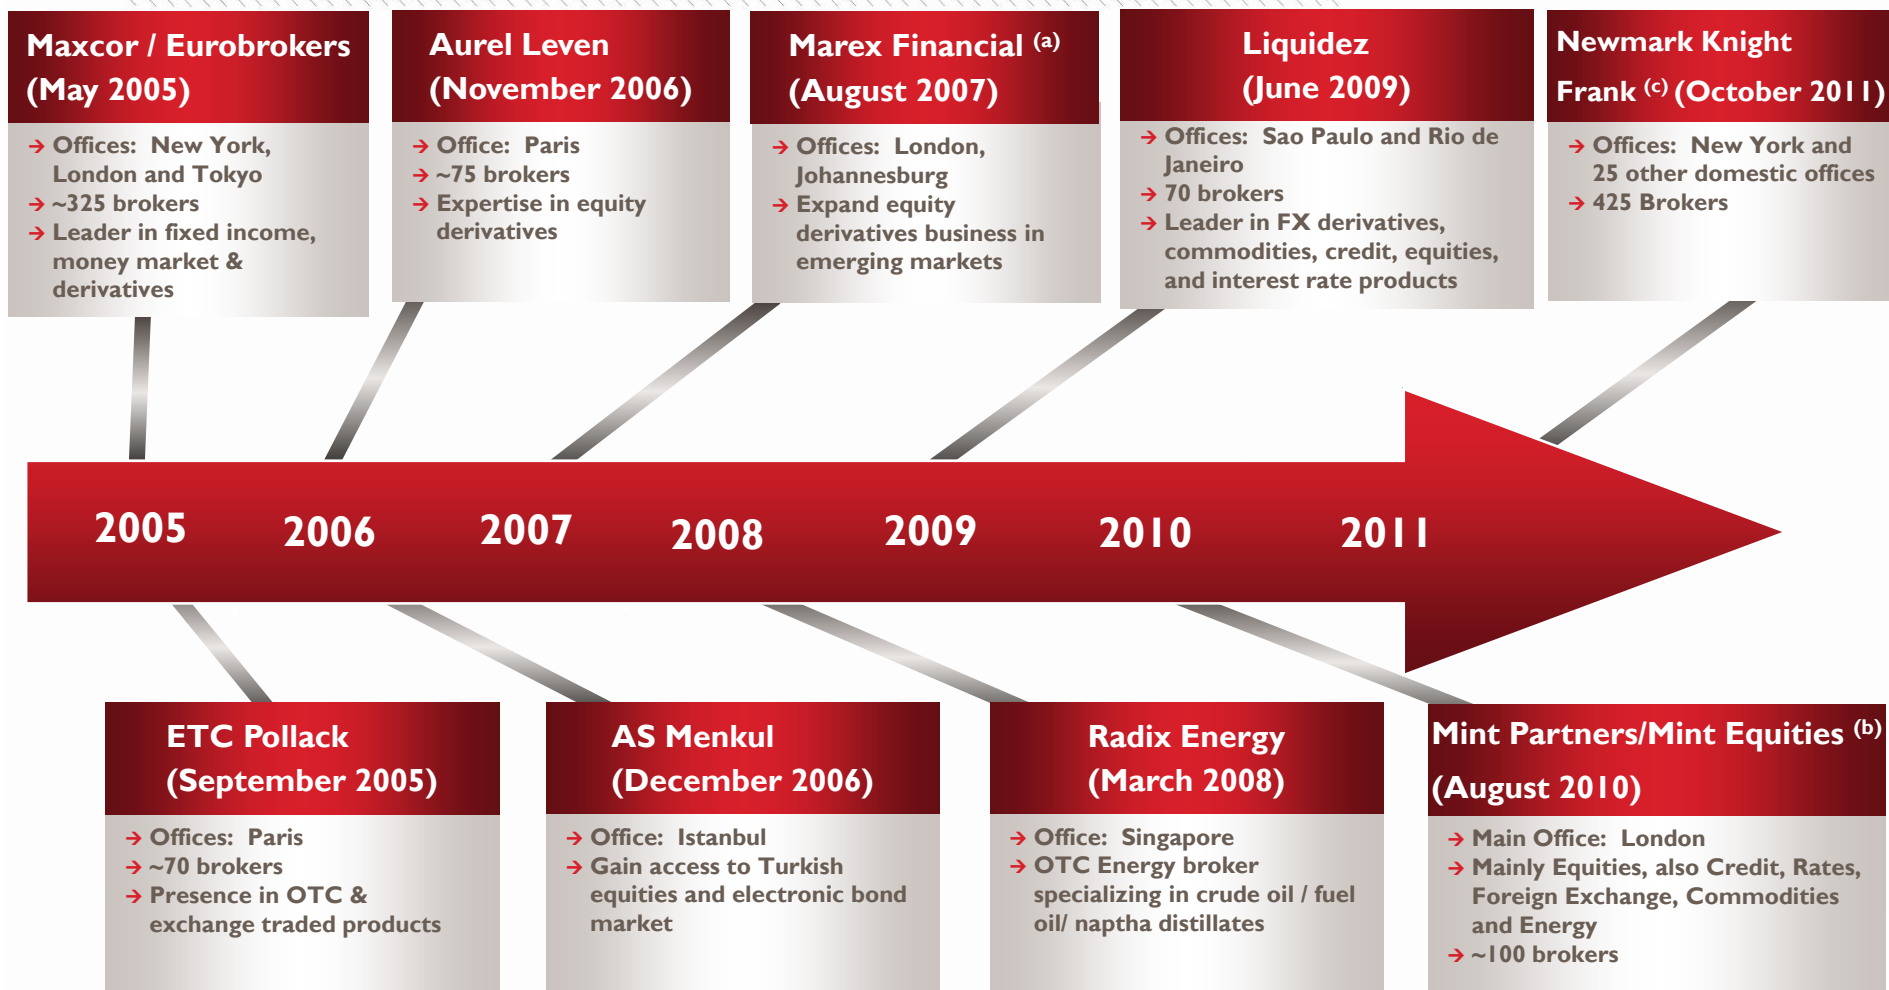 Maxcor / Eurobrokers
(May 2005)
→ Offices: New York,
London and Tokyo
→ ~325 brokers
→ Leader in fixed income,
money market &
derivatives
Aurel Leven
(November 2006)
→ Office: Paris
→ ~75 brokers
→ Expertise in equity
derivatives
Marex Financial (a)
(August 2007)
→ Offices: London,
Johannesburg
→ Expand equity
derivatives business in
emerging markets
Liquidez
(June 2009)
→ Offices: Sao Paulo and Rio de
Janeiro
→ 70 brokers
→ Leader in FX derivatives,
commodities, credit, equities,
and interest rate products
Newmark Knight
Frank (c) (October 2011)
→ Offices: New York and
25 other domestic offices
→ 425 Brokers
2005
2006
2007
2008
2009
2010
2011
ETC Pollack
(September 2005)
→ Offices: Paris
→ ~70 brokers
→ Presence in OTC &
exchange traded products
AS Menkul
(December 2006)
→ Office: Istanbul
→ Gain access to Turkish
equities and electronic bond
market
Radix Energy
(March 2008)
→ Office: Singapore
→ OTC Energy broker
specializing in crude oil / fuel
oil/ naptha distillates
Mint Partners/Mint Equities (b)
(August 2010)
→ Main Office: London
→ Mainly Equities, also Credit, Rates,
Foreign Exchange, Commodities
and Energy
→ ~100 brokers